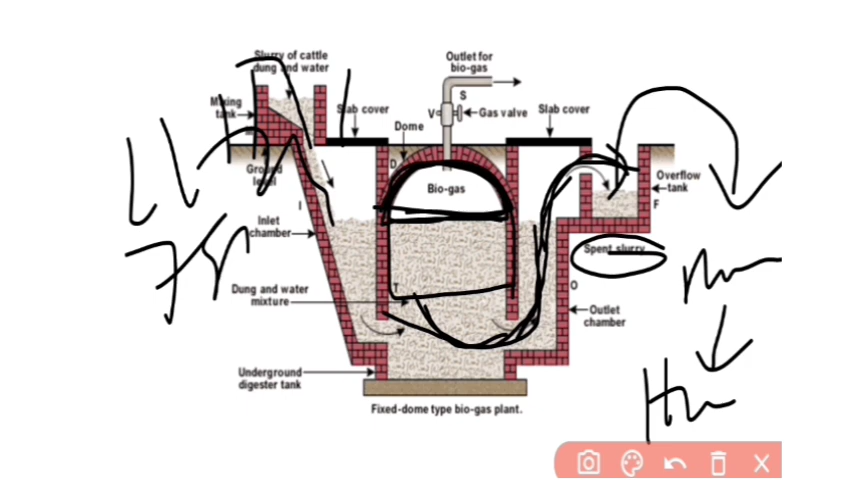 Slurry of cattle
dung and water
Outlet for
bio-gas
S
Mixing
tank
Slab cover
V
Gas valve
Slab cover
Dome
M
D
Ground
level
Bio-gas
Overflow
tank
F
I
Inlet
chamber
Spent slurry
T
Dung and water
mixture
O
Outlet
chamber
Underground
digester tank
Fixed-dome type bio-gas plant.